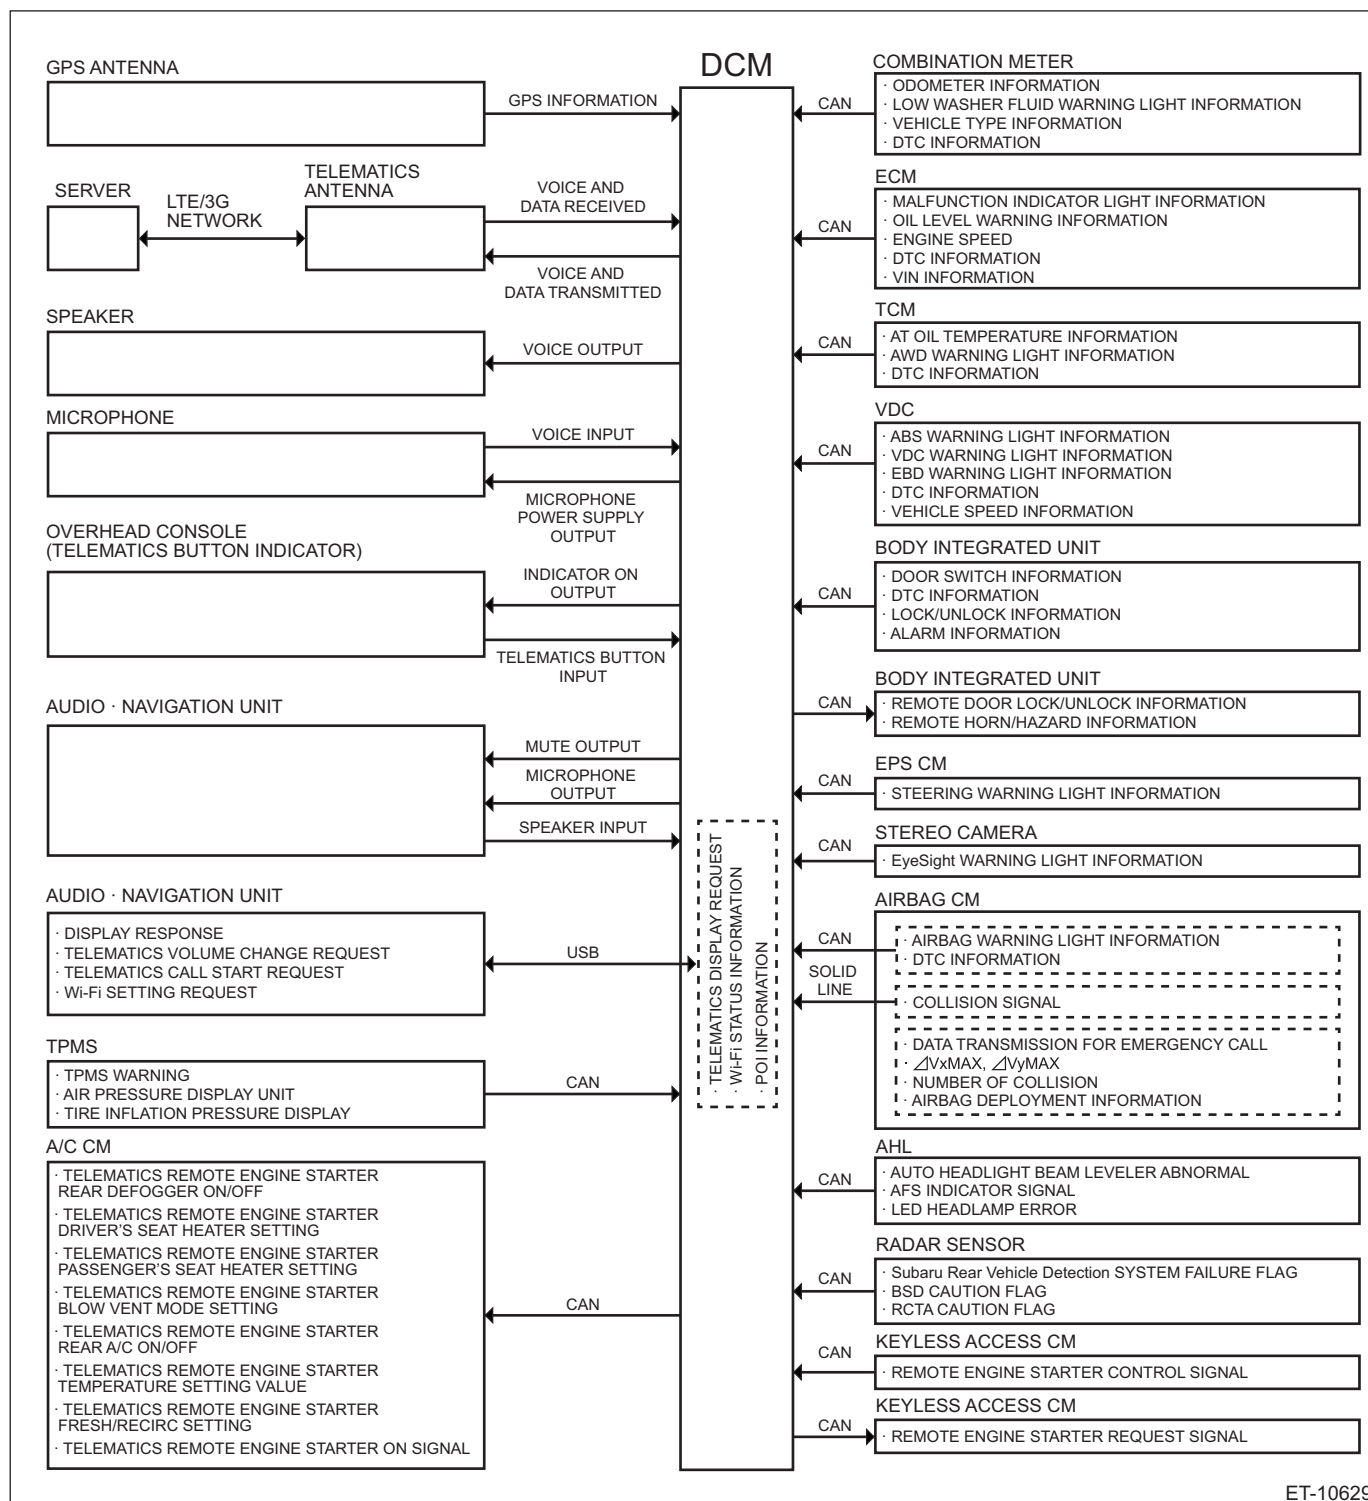 DCM
GPS ANTENNA
GPS INFORMATION
SERVER
LTE/3G
NETWORK
TELEMATICS
ANTENNA
VOICE AND
DATA RECEIVED
VOICE AND
DATA TRANSMITTED
SPEAKER
VOICE OUTPUT
MICROPHONE
VOICE INPUT
MICROPHONE
POWER SUPPLY
OUTPUT
OVERHEAD CONSOLE
(TELEMATICS BUTTON INDICATOR)
INDICATOR ON
OUTPUT
TELEMATICS BUTTON
INPUT
AUDIO · NAVIGATION UNIT
MUTE OUTPUT
MICROPHONE
OUTPUT
SPEAKER INPUT
AUDIO · NAVIGATION UNIT
· DISPLAY RESPONSE
· TELEMATICS VOLUME CHANGE REQUEST
· TELEMATICS CALL START REQUEST
· Wi-Fi SETTING REQUEST
USB
· TELEMATICS DISPLAY REQUEST
· Wi-Fi STATUS INFORMATION
· POI INFORMATION
TPMS
· TPMS WARNING
· AIR PRESSURE DISPLAY UNIT
· TIRE INFLATION PRESSURE DISPLAY
CAN
A/C CM
· TELEMATICS REMOTE ENGINE STARTER
REAR DEFOGGER ON/OFF
· TELEMATICS REMOTE ENGINE STARTER
DRIVER'S SEAT HEATER SETTING
· TELEMATICS REMOTE ENGINE STARTER
PASSENGER'S SEAT HEATER SETTING
· TELEMATICS REMOTE ENGINE STARTER
BLOW VENT MODE SETTING
· TELEMATICS REMOTE ENGINE STARTER
REAR A/C ON/OFF
· TELEMATICS REMOTE ENGINE STARTER
TEMPERATURE SETTING VALUE
· TELEMATICS REMOTE ENGINE STARTER
FRESH/RECIRC SETTING
· TELEMATICS REMOTE ENGINE STARTER ON SIGNAL
CAN
COMBINATION METER
CAN
· ODOMETER INFORMATION
· LOW WASHER FLUID WARNING LIGHT INFORMATION
· VEHICLE TYPE INFORMATION
· DTC INFORMATION
ECM
CAN
· MALFUNCTION INDICATOR LIGHT INFORMATION
· OIL LEVEL WARNING INFORMATION
· ENGINE SPEED
· DTC INFORMATION
· VIN INFORMATION
TCM
CAN
· AT OIL TEMPERATURE INFORMATION
· AWD WARNING LIGHT INFORMATION
· DTC INFORMATION
VDC
CAN
· ABS WARNING LIGHT INFORMATION
· VDC WARNING LIGHT INFORMATION
· EBD WARNING LIGHT INFORMATION
· DTC INFORMATION
· VEHICLE SPEED INFORMATION
BODY INTEGRATED UNIT
CAN
· DOOR SWITCH INFORMATION
· DTC INFORMATION
· LOCK/UNLOCK INFORMATION
· ALARM INFORMATION
BODY INTEGRATED UNIT
CAN
· REMOTE DOOR LOCK/UNLOCK INFORMATION
· REMOTE HORN/HAZARD INFORMATION
EPS CM
CAN
· STEERING WARNING LIGHT INFORMATION
STEREO CAMERA
CAN
· EyeSight WARNING LIGHT INFORMATION
AIRBAG CM
CAN
· AIRBAG WARNING LIGHT INFORMATION
· DTC INFORMATION
SOLID
LINE
· COLLISION SIGNAL
· DATA TRANSMISSION FOR EMERGENCY CALL
· ⊿VxMAX, ⊿VyMAX
· NUMBER OF COLLISION
· AIRBAG DEPLOYMENT INFORMATION
AHL
CAN
· AUTO HEADLIGHT BEAM LEVELER ABNORMAL
· AFS INDICATOR SIGNAL
· LED HEADLAMP ERROR
RADAR SENSOR
CAN
· Subaru Rear Vehicle Detection SYSTEM FAILURE FLAG
· BSD CAUTION FLAG
· RCTA CAUTION FLAG
KEYLESS ACCESS CM
CAN
· REMOTE ENGINE STARTER CONTROL SIGNAL
KEYLESS ACCESS CM
CAN
· REMOTE ENGINE STARTER REQUEST SIGNAL
ET-10629